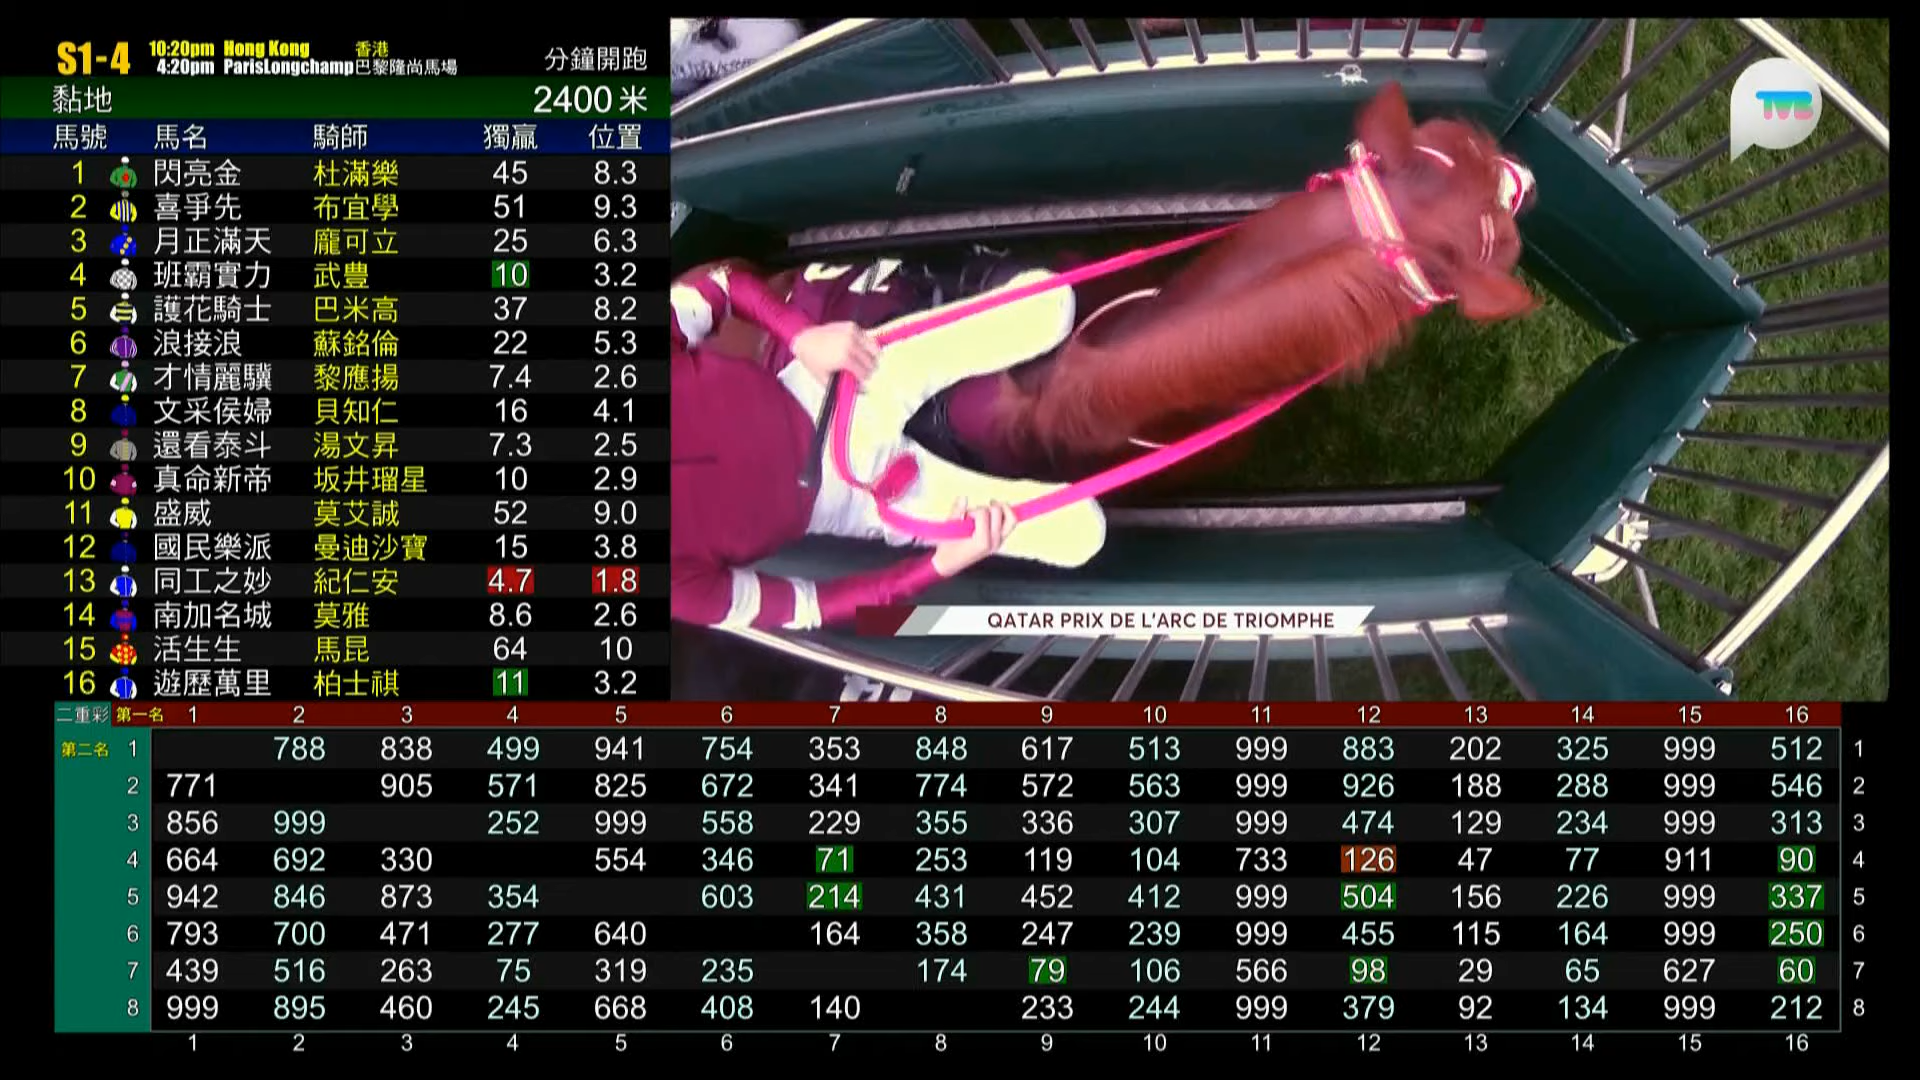 S1-4 10:20pm Hong Kong 香港
4:20pm ParisLongchamp 巴黎隆尚馬場 分鐘開跑
黏地 2400 米
馬號 馬名 騎師 獨贏 位置
1 閃亮金 杜滿樂 45 8.3
2 喜爭先 布宜學 51 9.3
3 月正滿天 龐可立 25 6.3
4 班霸實力 武豊 10 3.2
5 護花騎士 巴米高 37 8.2
6 浪接浪 蘇銘倫 22 5.3
7 才情麗驥 黎應揚 7.4 2.6
8 文采侯婦 貝知仁 16 4.1
9 還看泰斗 湯文昇 7.3 2.5
10 真命新帝 坂井瑠星 10 2.9
11 盛威 莫艾誠 52 9.0
12 國民樂派 曼迪沙寶 15 3.8
13 同工之妙 紀仁安 4.7 1.8
14 南加名城 莫雅 8.6 2.6
15 活生生 馬昆 64 10
16 遊歷萬里 柏士祺 11 3.2
TVB
QATAR PRIX DE L'ARC DE TRIOMPHE
二重彩 第一名 1 2 3 4 5 6 7 8 9 10 11 12 13 14 15 16
第二名 1 788 838 499 941 754 353 848 617 513 999 883 202 325 999 512 1
2 771 905 571 825 672 341 774 572 563 999 926 188 288 999 546 2
3 856 999 252 999 558 229 355 336 307 999 474 129 234 999 313 3
4 664 692 330 554 346 71 253 119 104 733 126 47 77 911 90 4
5 942 846 873 354 603 214 431 452 412 999 504 156 226 999 337 5
6 793 700 471 277 640 164 358 247 239 999 455 115 164 999 250 6
7 439 516 263 75 319 235 174 79 106 566 98 29 65 627 60 7
8 999 895 460 245 668 408 140 233 244 999 379 92 134 999 212 8
1 2 3 4 5 6 7 8 9 10 11 12 13 14 15 16